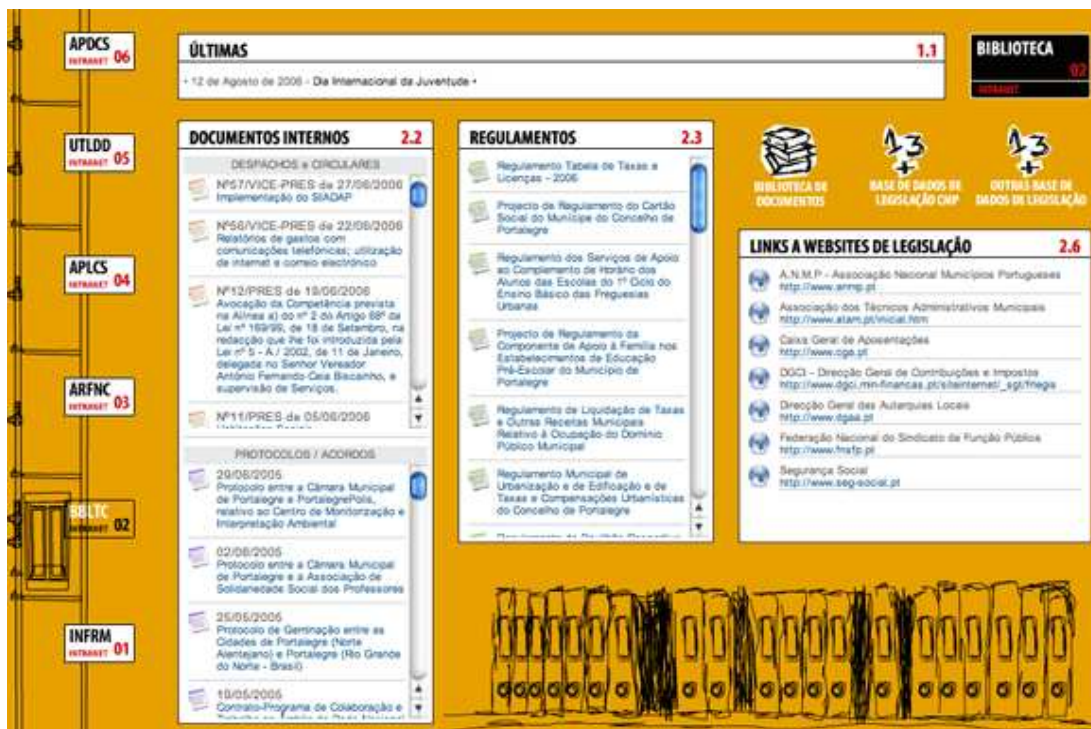 APDCS
INTRANET 06
UTLDD
INTRANET 05
APLCS
INTRANET 04
ARFNC
INTRANET 03
BBLTC
INTRANET 02
INFRM
INTRANET 01
ÚLTIMAS 1.1
• 12 de Agosto de 2006 - Dia Internacional da Juventude •
BIBLIOTECA
02
INTRANET
DOCUMENTOS INTERNOS 2.2
DESPACHOS e CIRCULARES
Nº57/VICE-PRES de 27/06/2006
Implementação do SIADAP
Nº56/VICE-PRES de 22/06/2006
Relatórios de gastos com
comunicações telefónicas; utilização
de internet e correio electrónico
Nº12/PRES de 19/06/2006
Avocação da Competência prevista
na Alínea a) do nº 2 do Artigo 68º da
Lei nº 169/99, de 18 de Setembro, na
redacção que lhe foi introduzida pela
Lei nº 5 - A / 2002, de 11 de Janeiro,
delegada no Senhor Vereador
António Fernando Ceia Biscainho, e
supervisão de Serviços.
Nº11/PRES de 05/06/2006
PROTOCOLOS / ACORDOS
29/06/2005
Protocolo entre a Câmara Municipal
de Portalegre e PortalegrePolis,
relativo ao Centro de Monitorização e
Interpretação Ambiental
02/06/2005
Protocolo entre a Câmara Municipal
de Portalegre e a Associação de
Solidariedade Social dos Professores
25/05/2005
Protocolo de Geminação entre as
Cidades de Portalegre (Norte
Alentejano) e Portalegre (Rio Grande
do Norte - Brasil)
19/05/2005
Contrato-Programa de Colaboração e
REGULAMENTOS 2.3
Regulamento Tabela de Taxas e
Licenças - 2006
Projecto de Regulamento do Cartão
Social do Munícipe do Concelho de
Portalegre
Regulamento dos Serviços de Apoio
ao Complemento de Horário dos
Alunos das Escolas do 1º Ciclo do
Ensino Básico das Freguesias
Urbanas
Projecto de Regulamento da
Componente de Apoio à Família nos
Estabelecimentos de Educação
Pré-Escolar do Município de
Portalegre
Regulamento de Liquidação de Taxas
e Outras Receitas Municipais
Relativo à Ocupação do Domínio
Público Municipal
Regulamento Municipal de
Urbanização e de Edificação e de
Taxas e Compensações Urbanísticas
do Concelho de Portalegre
BIBLIOTECA DE
DOCUMENTOS
BASE DE DADOS DE
LEGISLAÇÃO CMP
OUTRAS BASE DE
DADOS DE LEGISLAÇÃO
LINKS A WEBSITES DE LEGISLAÇÃO 2.6
A.N.M.P - Associação Nacional Municípios Portugueses
http://www.anmp.pt
Associação dos Técnicos Administrativos Municipais
http://www.atam.pt/inicial.htm
Caixa Geral de Aposentações
http://www.cga.pt
DGCI - Direcção Geral de Contribuições e Impostos
Direcção Geral das Autarquias Locais
http://www.dgaa.pt
Federação Nacional do Sindicato da Função Pública
http://www.fnsfp.pt
Segurança Social
http://www.seg-social.pt